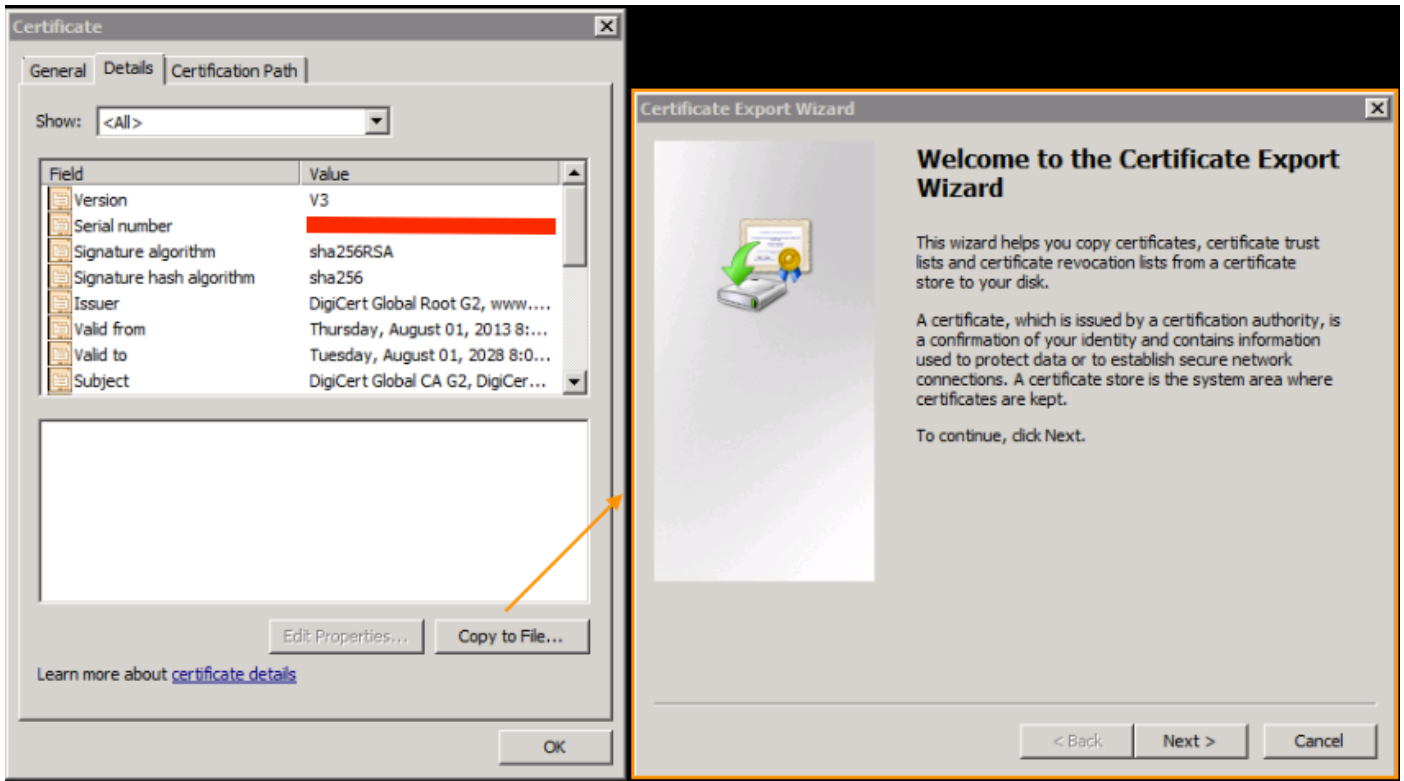 Certificate
General Details Certification Path
Show: <All>
Field Value
Version V3
Serial number
Signature algorithm sha256RSA
Signature hash algorithm sha256
Issuer DigiCert Global Root G2, www....
Valid from Thursday, August 01, 2013 8:...
Valid to Tuesday, August 01, 2028 8:0...
Subject DigiCert Global CA G2, DigiCer...
Edit Properties... Copy to File...
Learn more about certificate details
OK
Certificate Export Wizard
Welcome to the Certificate Export
Wizard
This wizard helps you copy certificates, certificate trust
lists and certificate revocation lists from a certificate
store to your disk.
A certificate, which is issued by a certification authority, is
a confirmation of your identity and contains information
used to protect data or to establish secure network
connections. A certificate store is the system area where
certificates are kept.
To continue, click Next.
< Back Next > Cancel